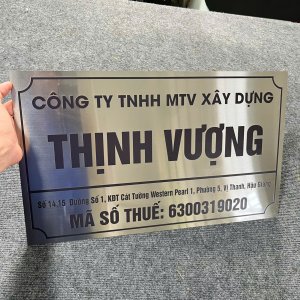 CÔNG TY TNHH MTV XÂY DỰNG
THỊNH VƯỢNG
Số 14.15 Đường Số 1, KDT Cát Tường Western Pearl 1, Phường 5, Vị Thanh, Hậu Giang
MÃ SỐ THUẾ: 6300319020